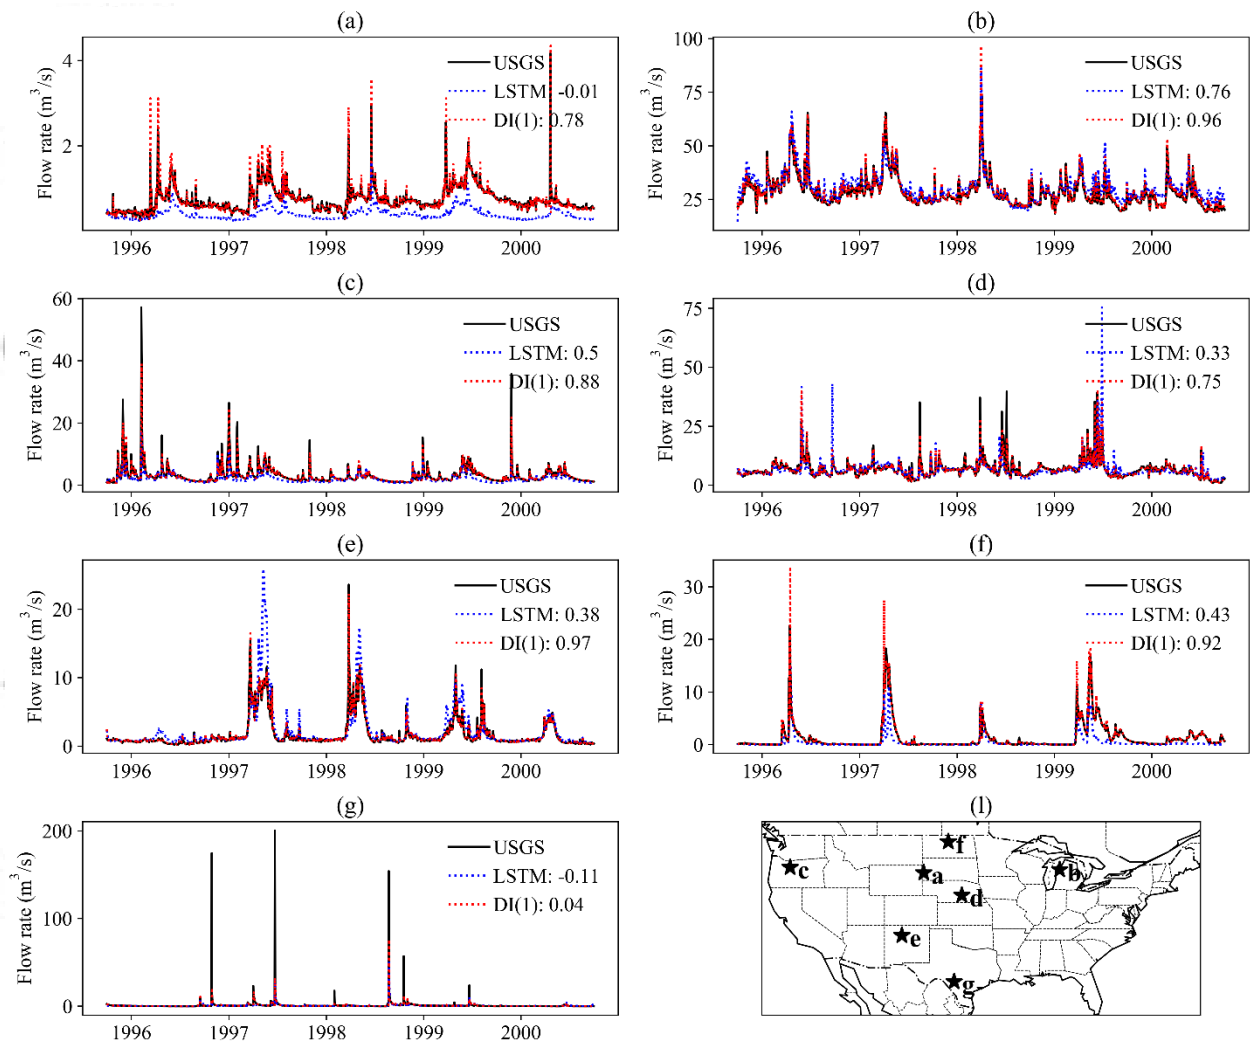 (a)
Flow rate (m³/s)
4
2
USGS
LSTM: -0.01
DI(1): 0.78
1996 1997 1998 1999 2000
(b)
Flow rate (m³/s)
100
75
50
25
USGS
LSTM: 0.76
DI(1): 0.96
1996 1997 1998 1999 2000
(c)
Flow rate (m³/s)
60
40
20
0
USGS
LSTM: 0.5
DI(1): 0.88
1996 1997 1998 1999 2000
(d)
Flow rate (m³/s)
75
50
25
0
USGS
LSTM: 0.33
DI(1): 0.75
1996 1997 1998 1999 2000
(e)
Flow rate (m³/s)
20
10
0
USGS
LSTM: 0.38
DI(1): 0.97
1996 1997 1998 1999 2000
(f)
Flow rate (m³/s)
30
20
10
0
USGS
LSTM: 0.43
DI(1): 0.92
1996 1997 1998 1999 2000
(g)
Flow rate (m³/s)
200
100
0
USGS
LSTM: -0.11
DI(1): 0.04
1996 1997 1998 1999 2000
(l)
f
c
a
b
d
e
g